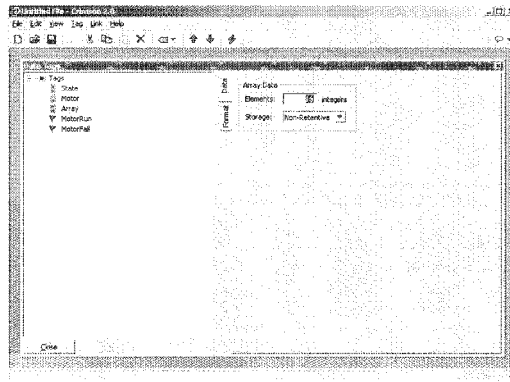 Untitled File - Crimson 2.0
File Edit View Tag Link Help
Tags
State
Motor
Array
MotorRun
MotorFail
Data
Format
Array Data
Elements:
integers
Storage:
Non-Retentive
Close